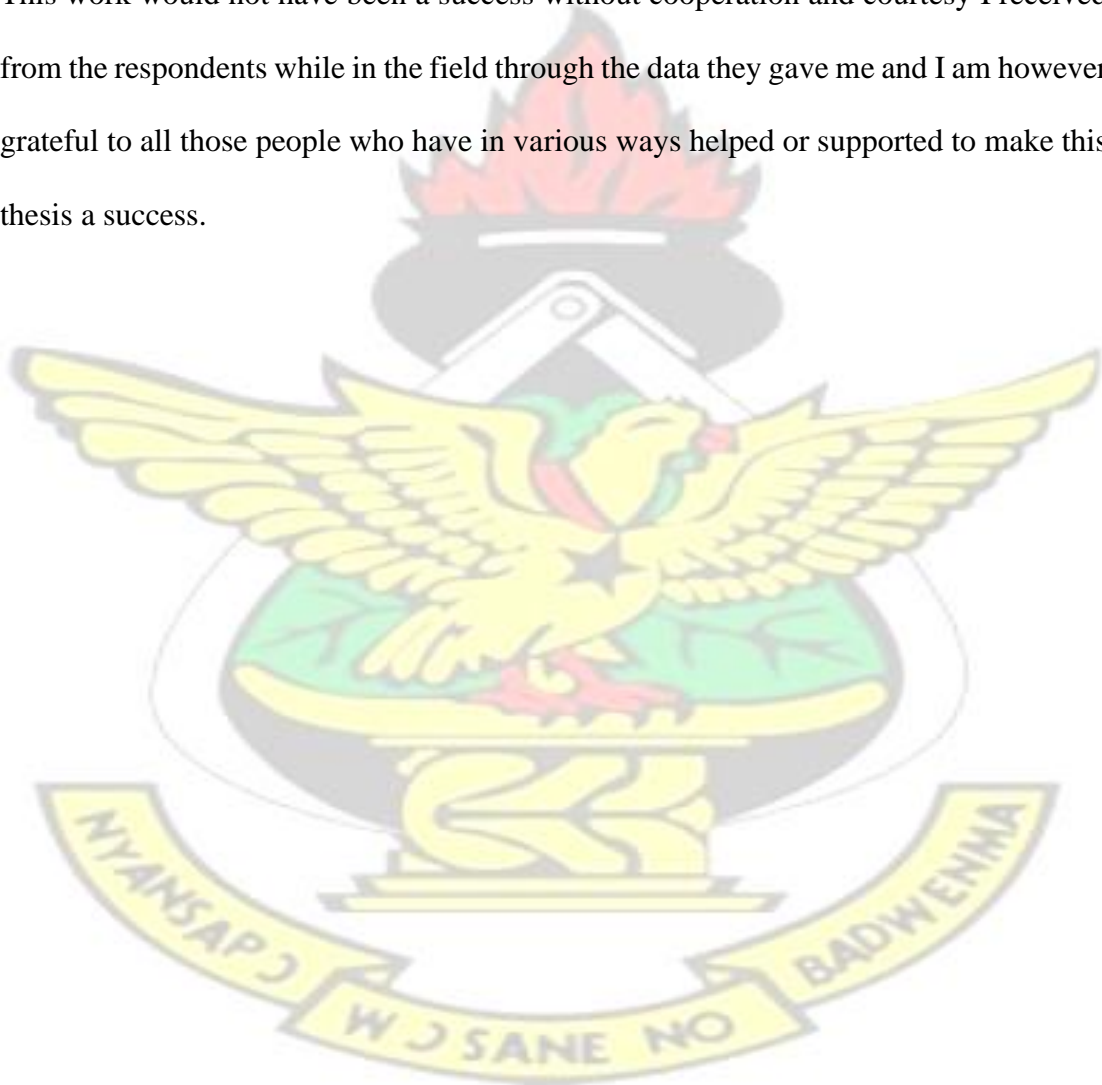 This work would not have been a success without cooperation and courtesy I received
from the respondents while in the field through the data they gave me and I am however
grateful to all those people who have in various ways helped or supported to make this
thesis a success.
NYANSAPƆ
WƆSANE NO
BADWENMA